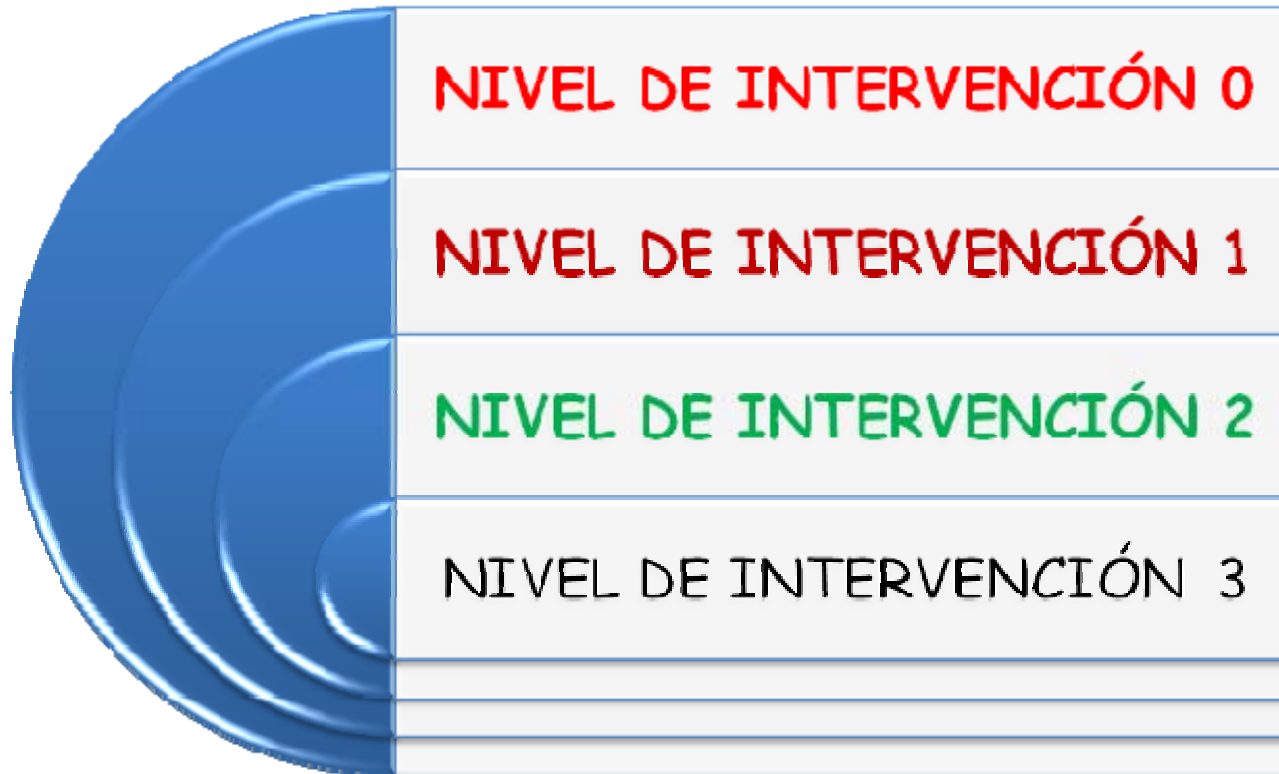 NIVEL DE INTERVENCIÓN 0
NIVEL DE INTERVENCIÓN 1
NIVEL DE INTERVENCIÓN 2
NIVEL DE INTERVENCIÓN 3